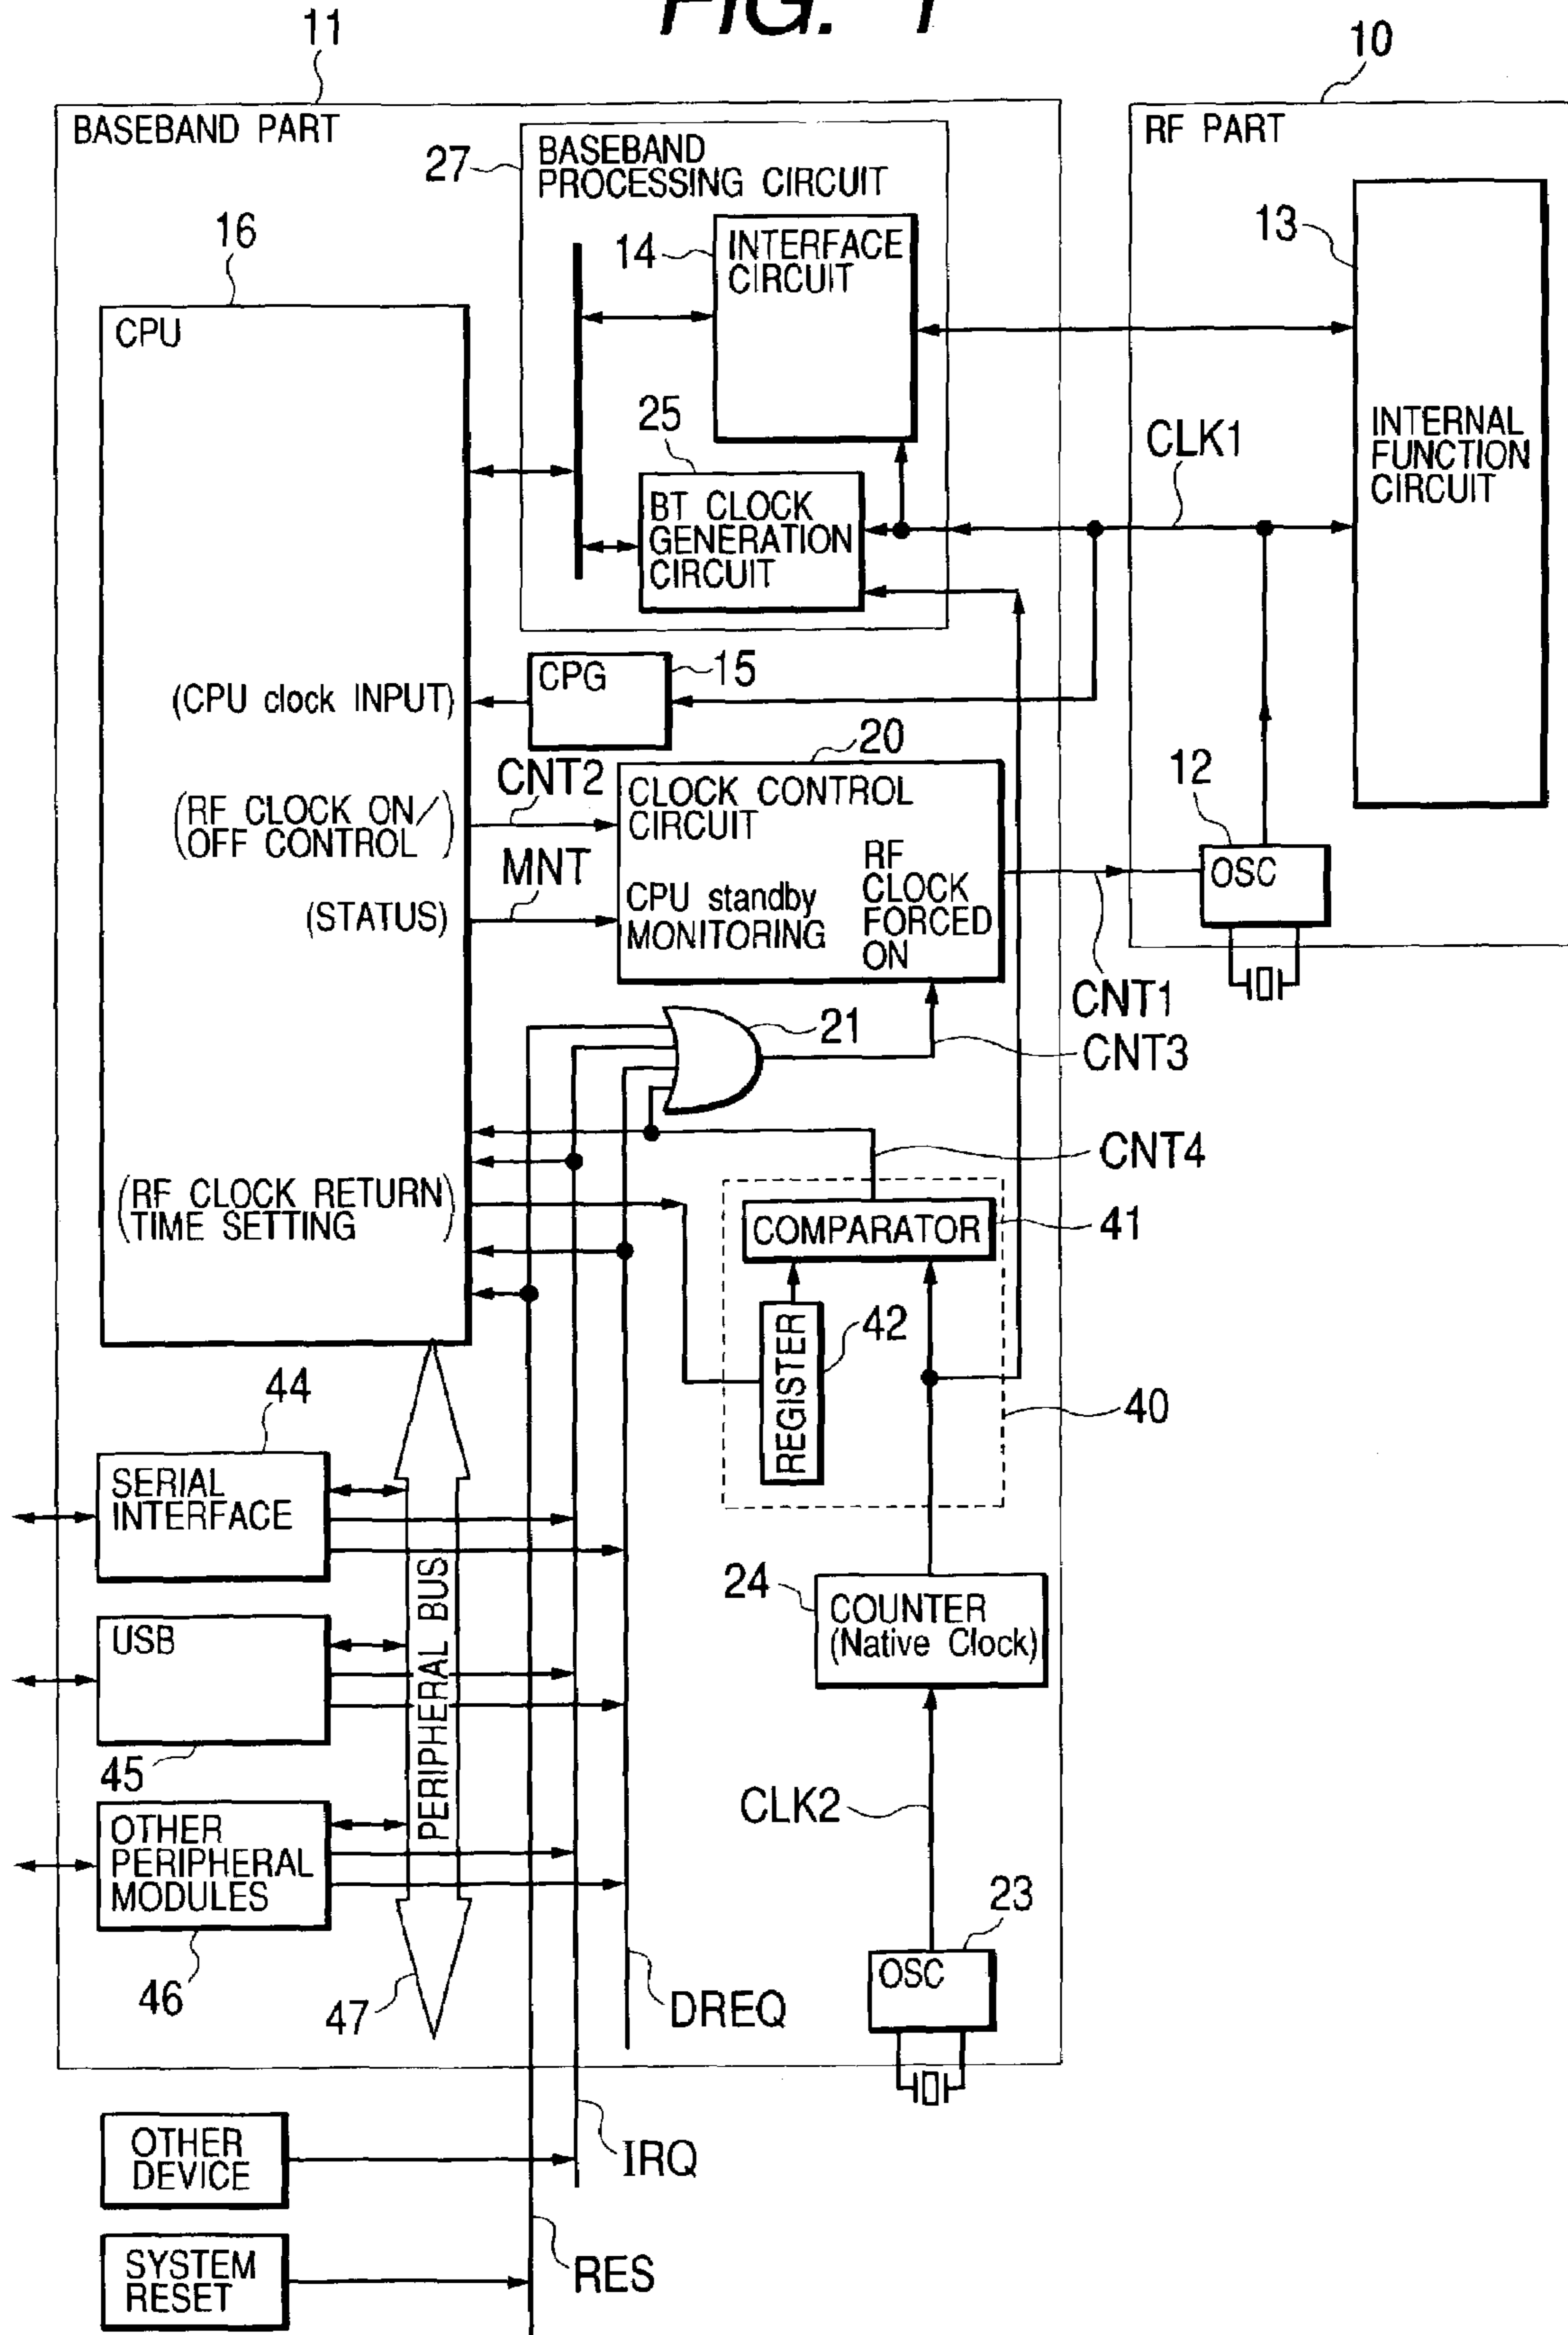 FIG. 1
11
10
BASEBAND PART
RF PART
27
BASEBAND
PROCESSING CIRCUIT
13
16
14
INTERFACE
CIRCUIT
CPU
25
CLK1
INTERNAL
FUNCTION
CIRCUIT
BT CLOCK
GENERATION
CIRCUIT
(CPU clock INPUT)
CPG
15
20
12
CNT2
(RF CLOCK ON/
OFF CONTROL)
CLOCK CONTROL
CIRCUIT
MNT
RF
CLOCK
FORCED
ON
OSC
(STATUS)
CPU standby
MONITORING
CNT1
21
CNT3
CNT4
(RF CLOCK RETURN
TIME SETTING)
COMPARATOR
41
REGISTER
42
44
40
SERIAL
INTERFACE
24
COUNTER
(Native Clock)
USB
PERIPHERAL BUS
45
CLK2
OTHER
PERIPHERAL
MODULES
23
46
47
OSC
DREQ
OTHER
DEVICE
IRQ
SYSTEM
RESET
RES